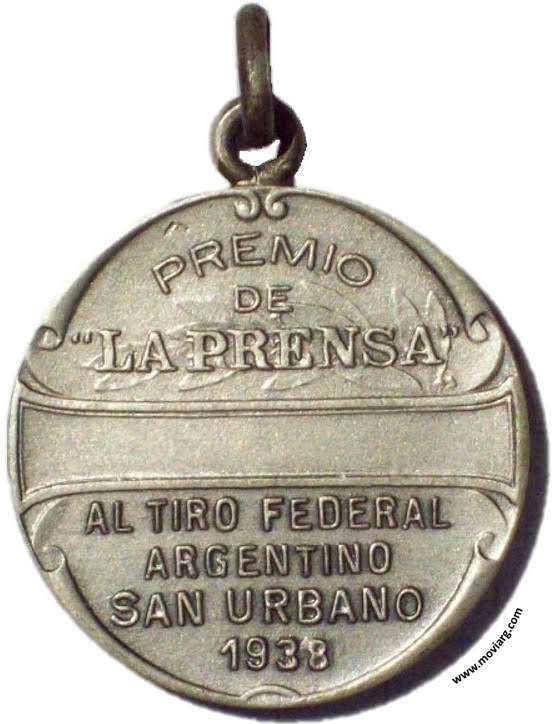 PREMIO
DE
"LA PRENSA"
AL TIRO FEDERAL
ARGENTINO
SAN URBANO
1938
www.moviarg.com